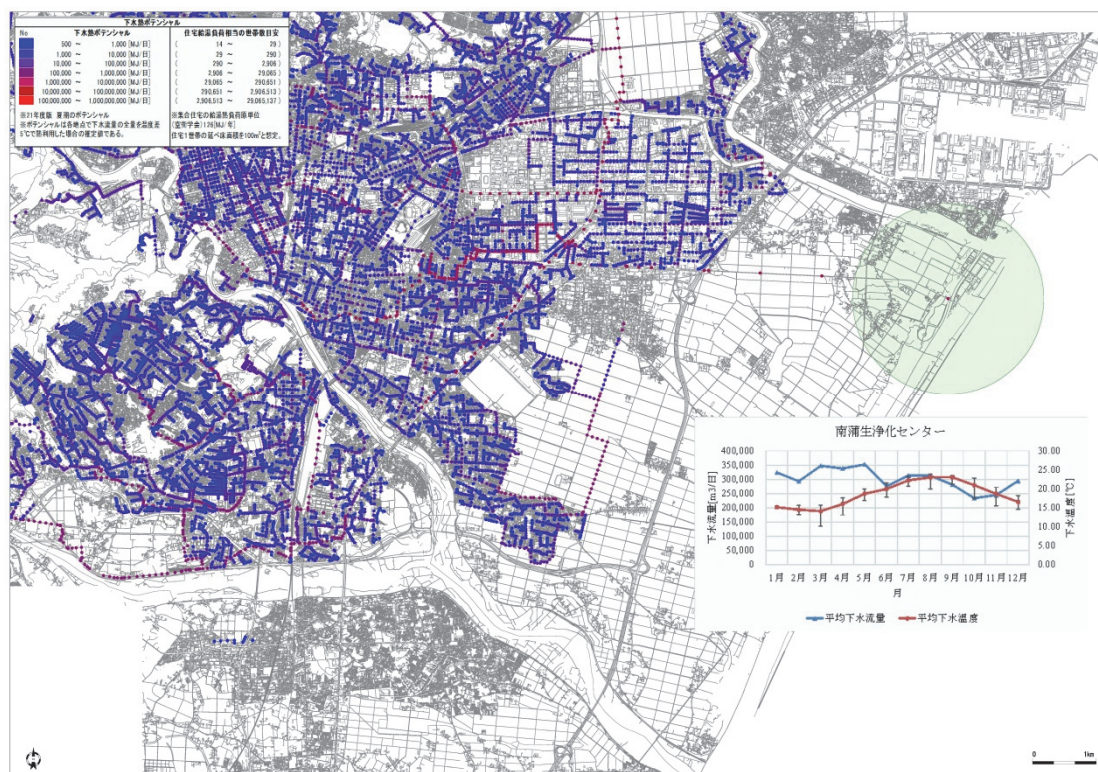 下水熱ポテンシャル
No 下水熱ポテンシャル 住宅給湯負荷相当の世帯数目安
500 ～ 1,000 [MJ/日] ( 14 ～ 29 )
1,000 ～ 10,000 [MJ/日] ( 29 ～ 290 )
10,000 ～ 100,000 [MJ/日] ( 290 ～ 2,906 )
100,000 ～ 1,000,000 [MJ/日] ( 2,906 ～ 29,065 )
1,000,000 ～ 10,000,000 [MJ/日] ( 29,065 ～ 290,651 )
10,000,000 ～ 100,000,000 [MJ/日] ( 290,651 ～ 2,906,513 )
100,000,000 ～ 1,000,000,000 [MJ/日] ( 2,906,513 ～ 29,065,137 )
※21年度版 夏期のポテンシャル
※ポテンシャルは各地点で下水流量の全量を温度差
5℃で熱利用した場合の推定値である。
※集合住宅の給湯熱負荷原単位
(空衛学会)126[MJ/年]
住宅1世帯の延べ床面積を100m²と想定。
南蒲生浄化センター
下水流量[m3/日]
400,000
350,000
300,000
250,000
200,000
150,000
100,000
50,000
0
30.00
25.00
20.00
15.00
10.00
5.00
0.00
下水温度[℃]
1月 2月 3月 4月 5月 6月 7月 8月 9月 10月 11月 12月
月
平均下水流量 平均下水温度
0 1km